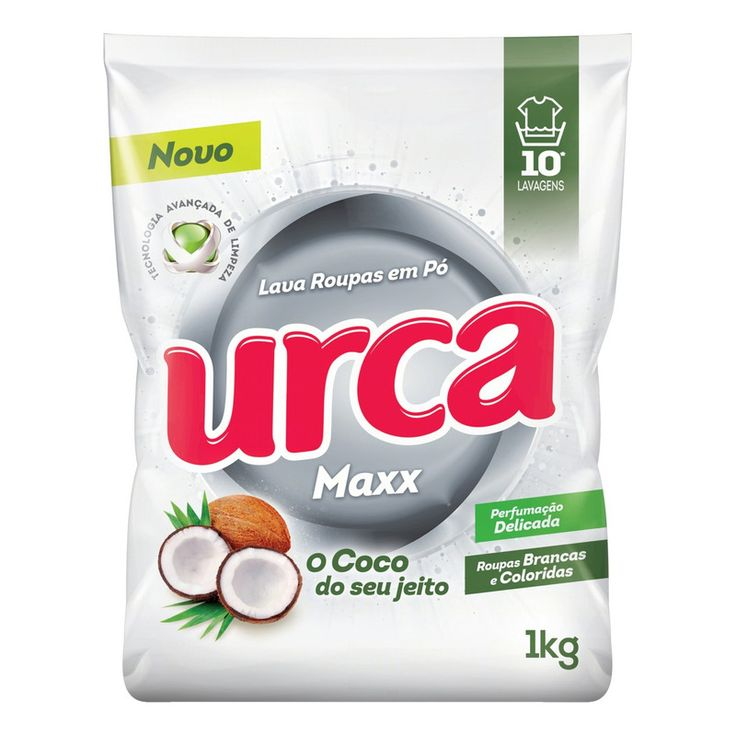 Novo
10*
LAVAGENS
TECNOLOGIA AVANÇADA DE LIMPEZA
Lava Roupas em Pó
urca
Maxx
Perfumação
Delicada
o Coco
do seu jeito
Roupas Brancas
e Coloridas
1kg